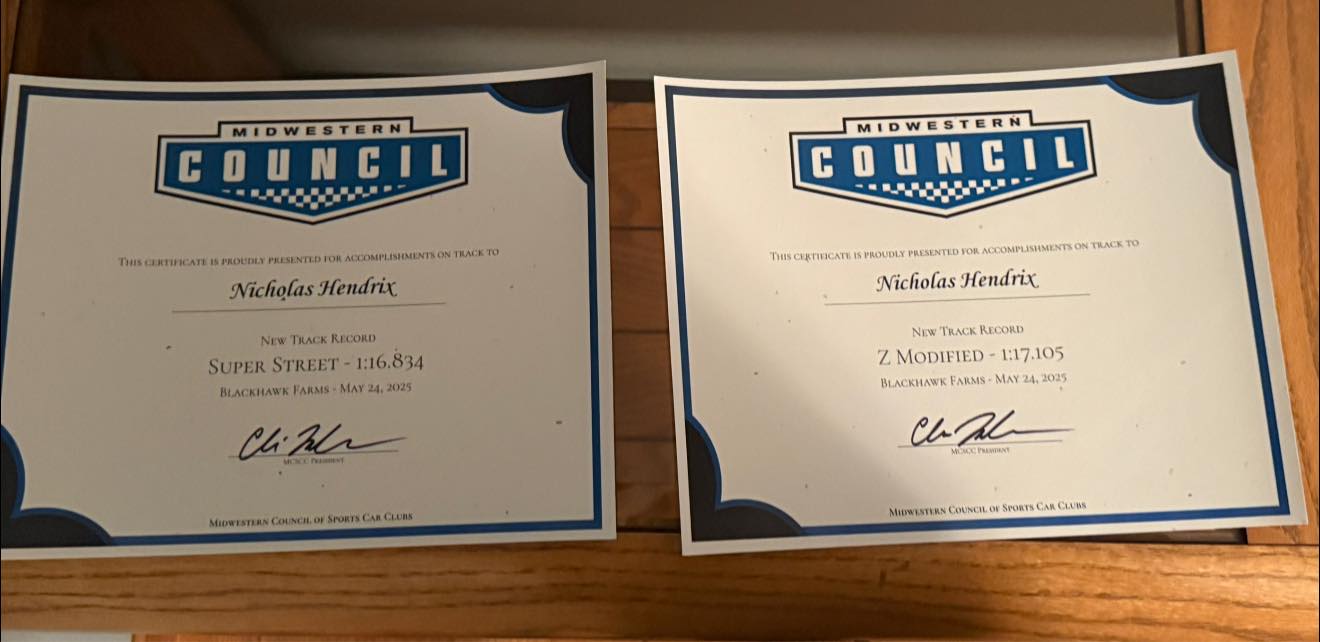 MIDWESTERN
COUNCIL
THIS CERTIFICATE IS PROUDLY PRESENTED FOR ACCOMPLISHMENTS ON TRACK TO
Nicholas Hendrix
NEW TRACK RECORD
SUPER STREET - 1:16.834
BLACKHAWK FARMS - MAY 24, 2025
MCSCC PRESIDENT
MIDWESTERN COUNCIL OF SPORTS CAR CLUBS
MIDWESTERN
COUNCIL
THIS CERTIFICATE IS PROUDLY PRESENTED FOR ACCOMPLISHMENTS ON TRACK TO
Nicholas Hendrix
NEW TRACK RECORD
Z MODIFIED - 1:17.105
BLACKHAWK FARMS - MAY 24, 2025
MCSCC PRESIDENT
MIDWESTERN COUNCIL OF SPORTS CAR CLUBS